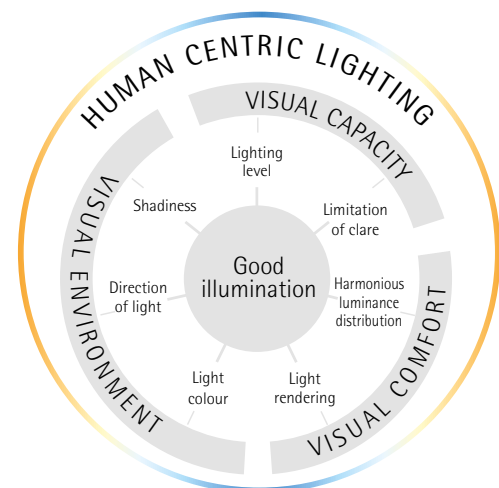 HUMAN CENTRIC LIGHTING
VISUAL CAPACITY
VISUAL COMFORT
VISUAL ENVIRONMENT
Lighting
level
Limitation
of clare
Harmonious
luminance
distribution
Light
rendering
Light
colour
Direction
of light
Shadiness
Good
illumination